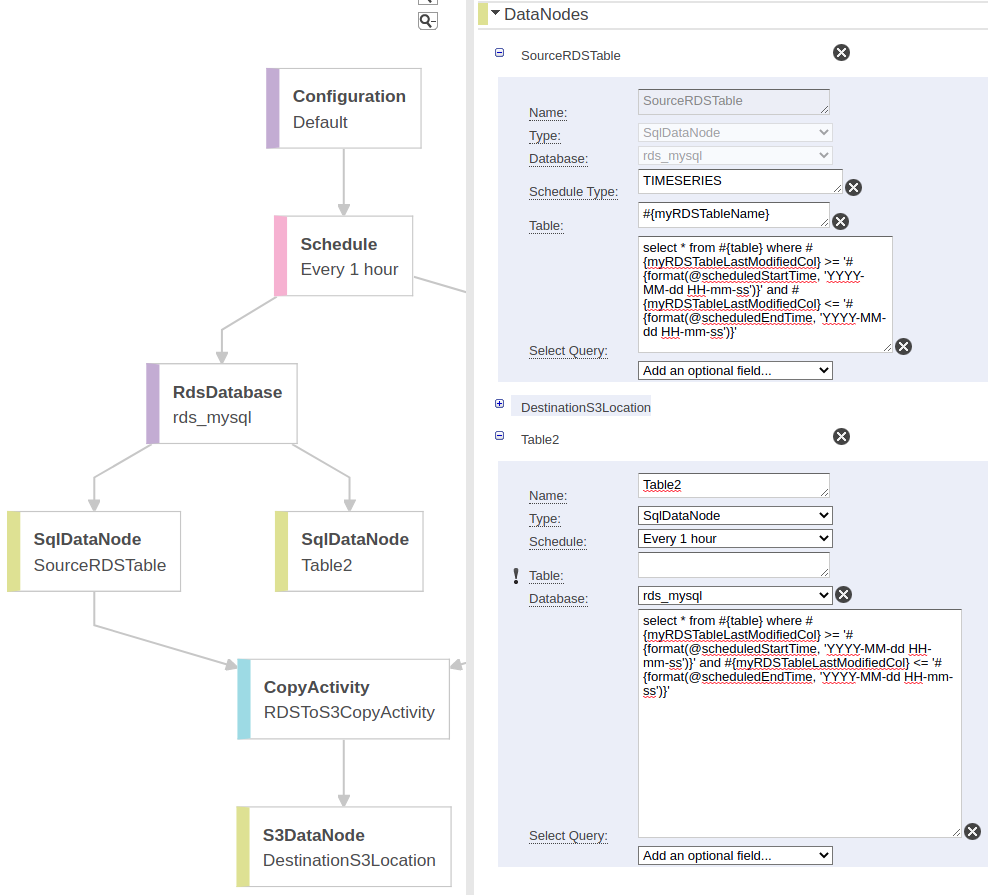 Configuration
Default
Schedule
Every 1 hour
RdsDatabase
rds_mysql
SqlDataNode
SourceRDSTable
SqlDataNode
Table2
CopyActivity
RDSToS3CopyActivity
S3DataNode
DestinationS3Location
DataNodes
SourceRDSTable
Name:
SourceRDSTable
Type:
SqlDataNode
Database:
rds_mysql
Schedule Type:
TIMESERIES
Table:
#{myRDSTableName}
select * from #{table} where #
{myRDSTableLastModifiedCol} >= '#
{format(@scheduledStartTime, 'YYYY-
MM-dd HH-mm-ss')}' and #
{myRDSTableLastModifiedCol} <= '#
{format(@scheduledEndTime, 'YYYY-MM-
dd HH-mm-ss')}'
Select Query:
Add an optional field...
DestinationS3Location
Table2
Name:
Table2
Type:
SqlDataNode
Schedule:
Every 1 hour
Table:
Database:
rds_mysql
select * from #{table} where #
{myRDSTableLastModifiedCol} >= '#
{format(@scheduledStartTime, 'YYYY-MM-dd HH-
mm-ss')}' and #{myRDSTableLastModifiedCol} <= '#
{format(@scheduledEndTime, 'YYYY-MM-dd HH-mm-
ss')}'
Select Query:
Add an optional field...